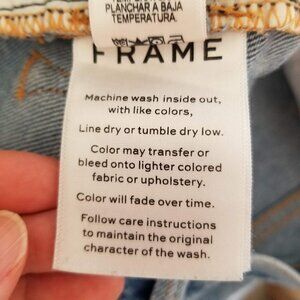 PLANCHAR A BAJA
TEMPERATURA.
FRAME
Machine wash inside out,
with like colors,
Line dry or tumble dry low.
Color may transfer or
bleed onto lighter colored
fabric or upholstery.
Color will fade over time.
Follow care instructions
to maintain the original
character of the wash.